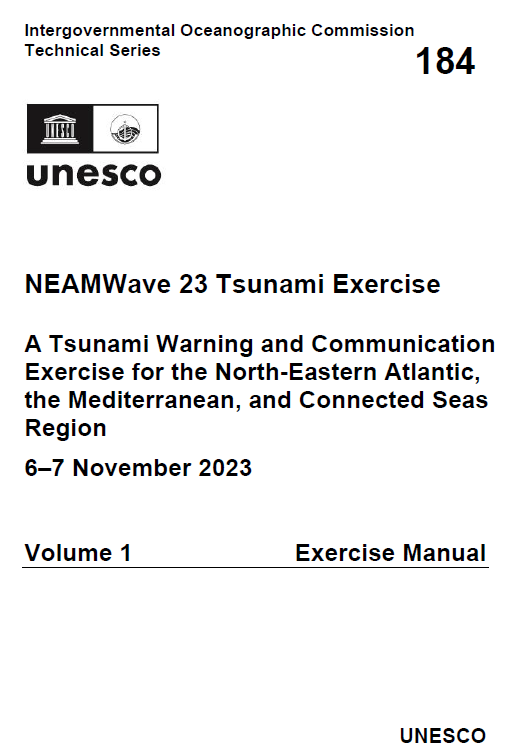 Intergovernmental Oceanographic Commission
Technical Series
184
unesco
NEAMWave 23 Tsunami Exercise
A Tsunami Warning and Communication
Exercise for the North-Eastern Atlantic,
the Mediterranean, and Connected Seas
Region
6–7 November 2023
Volume 1 Exercise Manual
UNESCO